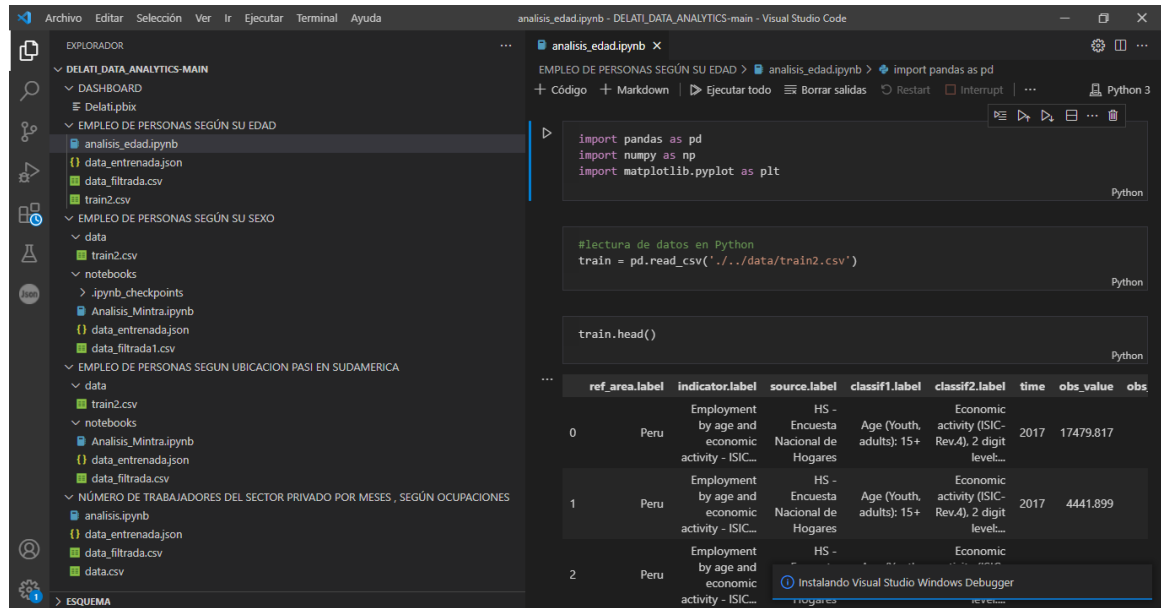 Archivo Editar Selección Ver Ir Ejecutar Terminal Ayuda
analisis_edad.ipynb - DELATI_DATA_ANALYTICS-main - Visual Studio Code
EXPLORADOR
DELATI_DATA_ANALYTICS-MAIN
DASHBOARD
Delati.pbix
EMPLEO DE PERSONAS SEGÚN SU EDAD
analisis_edad.ipynb
{} data_entrenada.json
data_filtrada.csv
train2.csv
EMPLEO DE PERSONAS SEGÚN SU SEXO
data
train2.csv
notebooks
> .ipynb_checkpoints
Analisis_Mintra.ipynb
{} data_entrenada.json
data_filtrada1.csv
EMPLEO DE PERSONAS SEGUN UBICACION PASI EN SUDAMERICA
data
train2.csv
notebooks
Analisis_Mintra.ipynb
{} data_entrenada.json
data_filtrada.csv
NÚMERO DE TRABAJADORES DEL SECTOR PRIVADO POR MESES , SEGÚN OCUPACIONES
analisis.ipynb
{} data_entrenada.json
data_filtrada.csv
data.csv
> ESQUEMA
Json
1
analisis_edad.ipynb
EMPLEO DE PERSONAS SEGÚN SU EDAD > analisis_edad.ipynb > import pandas as pd
+ Código + Markdown | Ejecutar todo Borrar salidas Restart Interrupt | ... Python 3
import pandas as pd
import numpy as np
import matplotlib.pyplot as plt
Python
#lectura de datos en Python
train = pd.read_csv('./../data/train2.csv')
Python
train.head()
Python
ref_area.label indicator.label source.label classif1.label classif2.label time obs_value obs_
0 Peru Employment by age and economic activity - ISIC... HS - Encuesta Nacional de Hogares Age (Youth, adults): 15+ Economic activity (ISIC-Rev.4), 2 digit level:... 2017 17479.817
1 Peru Employment by age and economic activity - ISIC... HS - Encuesta Nacional de Hogares Age (Youth, adults): 15+ Economic activity (ISIC-Rev.4), 2 digit level:... 2017 4441.899
2 Peru Employment by age and economic activity - ISIC... HS - Economic
Instalando Visual Studio Windows Debugger